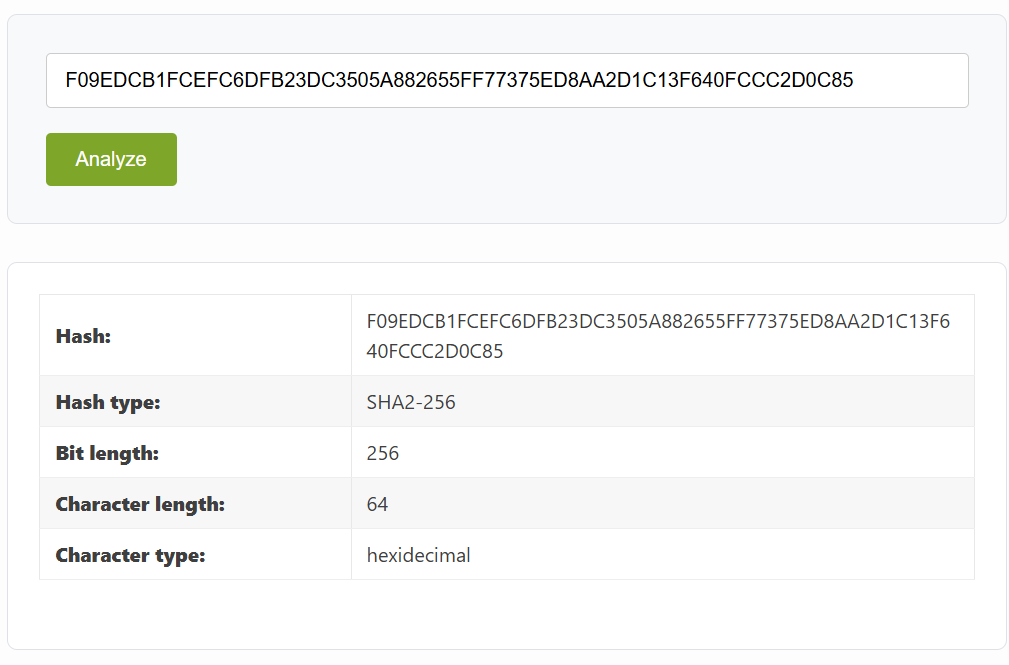 F09EDCB1FCEFC6DFB23DC3505A882655FF77375ED8AA2D1C13F640FCCC2D0C85
Analyze
Hash:
F09EDCB1FCEFC6DFB23DC3505A882655FF77375ED8AA2D1C13F6
40FCCC2D0C85
Hash type:
SHA2-256
Bit length:
256
Character length:
64
Character type:
hexidecimal